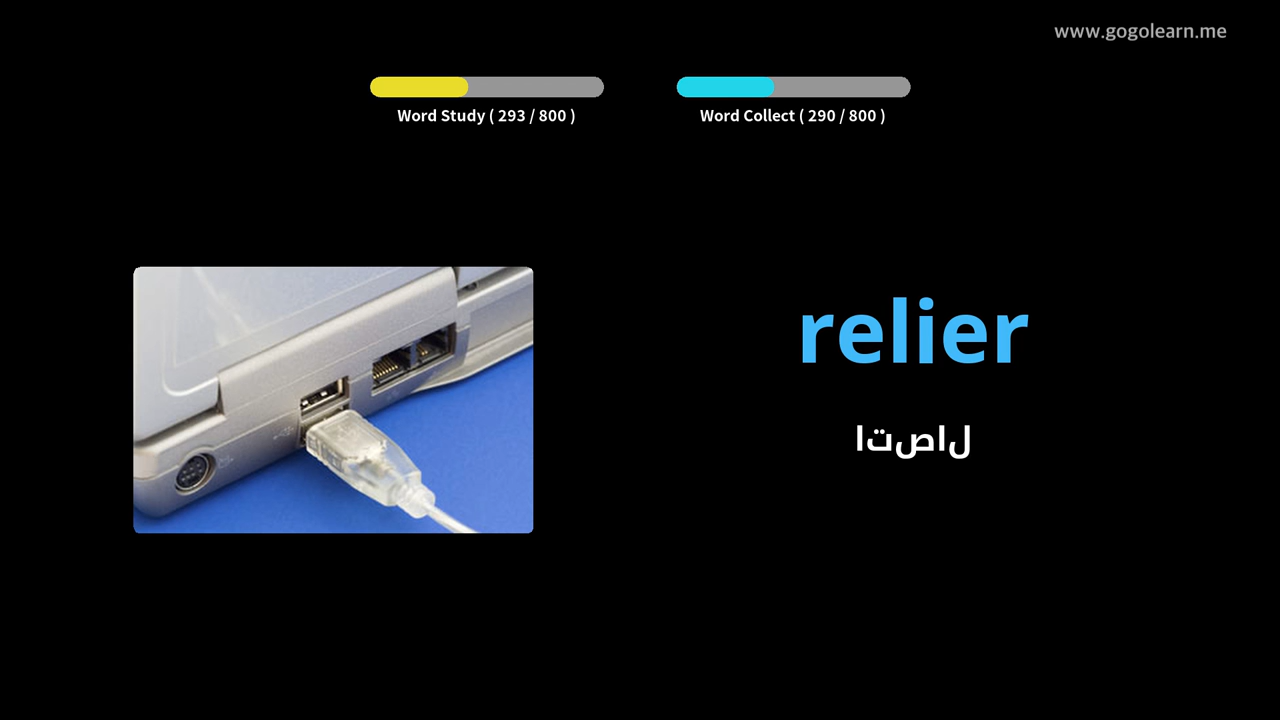 www.gogolearn.me
Word Study ( 293 / 800 )
Word Collect ( 290 / 800 )
relier
اتصال